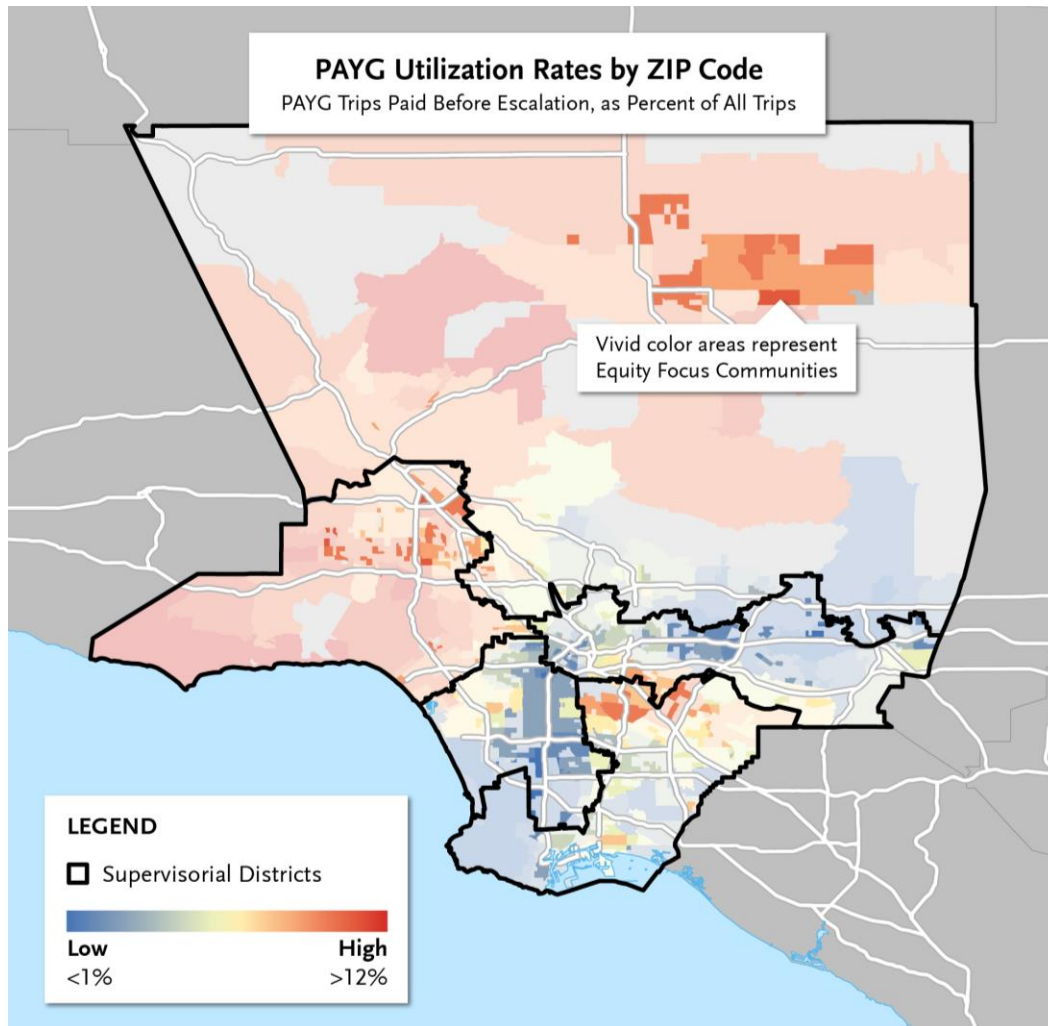 PAYG Utilization Rates by ZIP Code
PAYG Trips Paid Before Escalation, as Percent of All Trips
Vivid color areas represent
Equity Focus Communities
LEGEND
Supervisorial Districts
Low High
<1% >12%